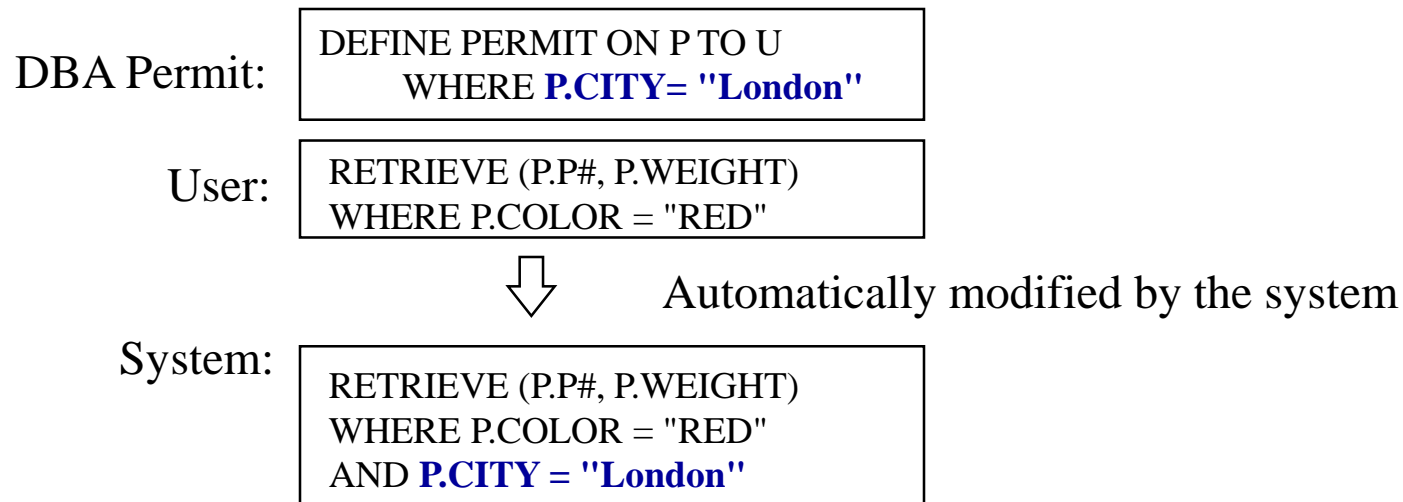 DBA Permit:
DEFINE PERMIT ON P TO U
WHERE P.CITY= "London"
User:
RETRIEVE (P.P#, P.WEIGHT)
WHERE P.COLOR = "RED"
Automatically modified by the system
System:
RETRIEVE (P.P#, P.WEIGHT)
WHERE P.COLOR = "RED"
AND P.CITY = "London"